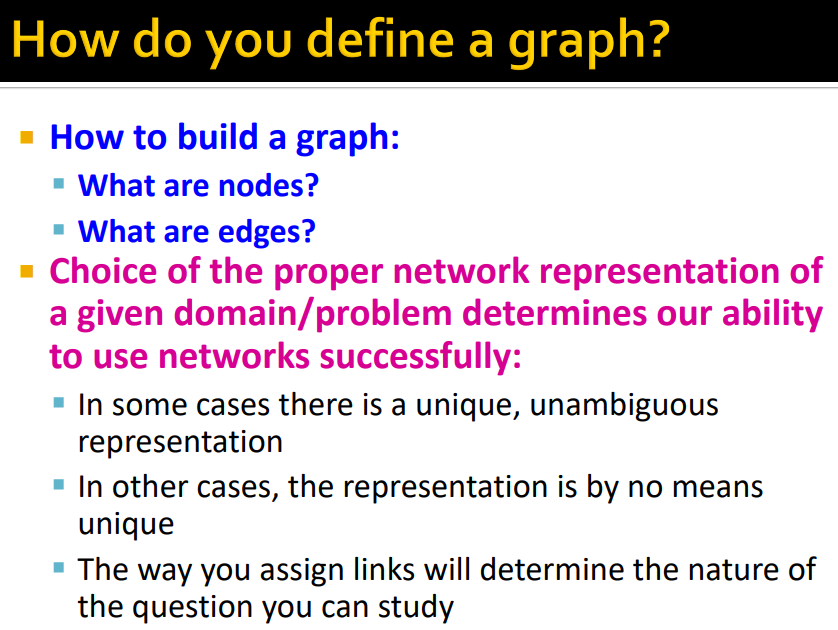 How do you define a graph?
How to build a graph:
What are nodes?
What are edges?
Choice of the proper network representation of
a given domain/problem determines our ability
to use networks successfully:
In some cases there is a unique, unambiguous
representation
In other cases, the representation is by no means
unique
The way you assign links will determine the nature of
the question you can study